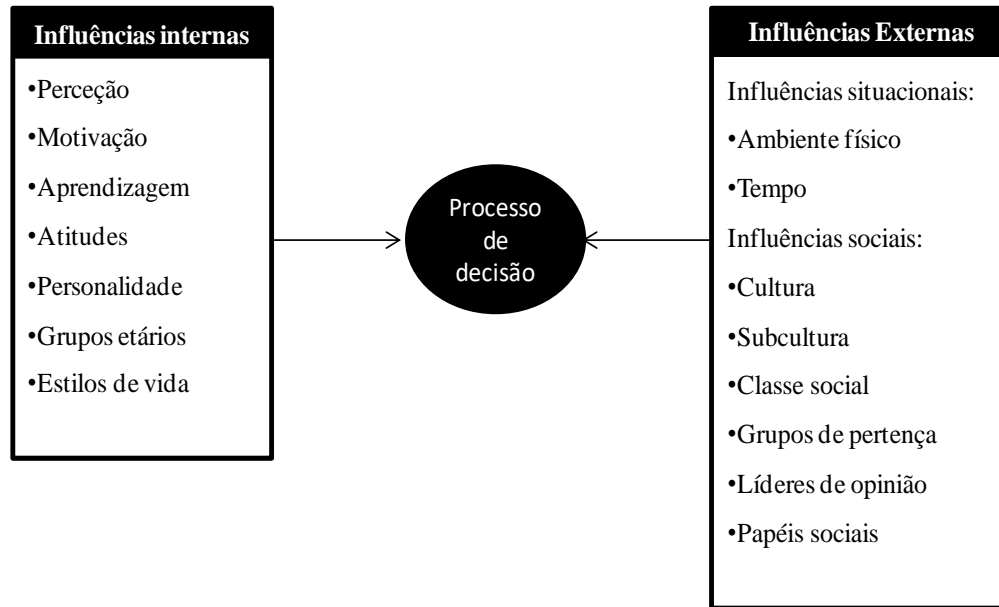 Influências internas
•Perceção
•Motivação
•Aprendizagem
•Atitudes
•Personalidade
•Grupos etários
•Estilos de vida
Processo
de
decisão
Influências Externas
Influências situacionais:
•Ambiente físico
•Tempo
Influências sociais:
•Cultura
•Subcultura
•Classe social
•Grupos de pertença
•Líderes de opinião
•Papéis sociais